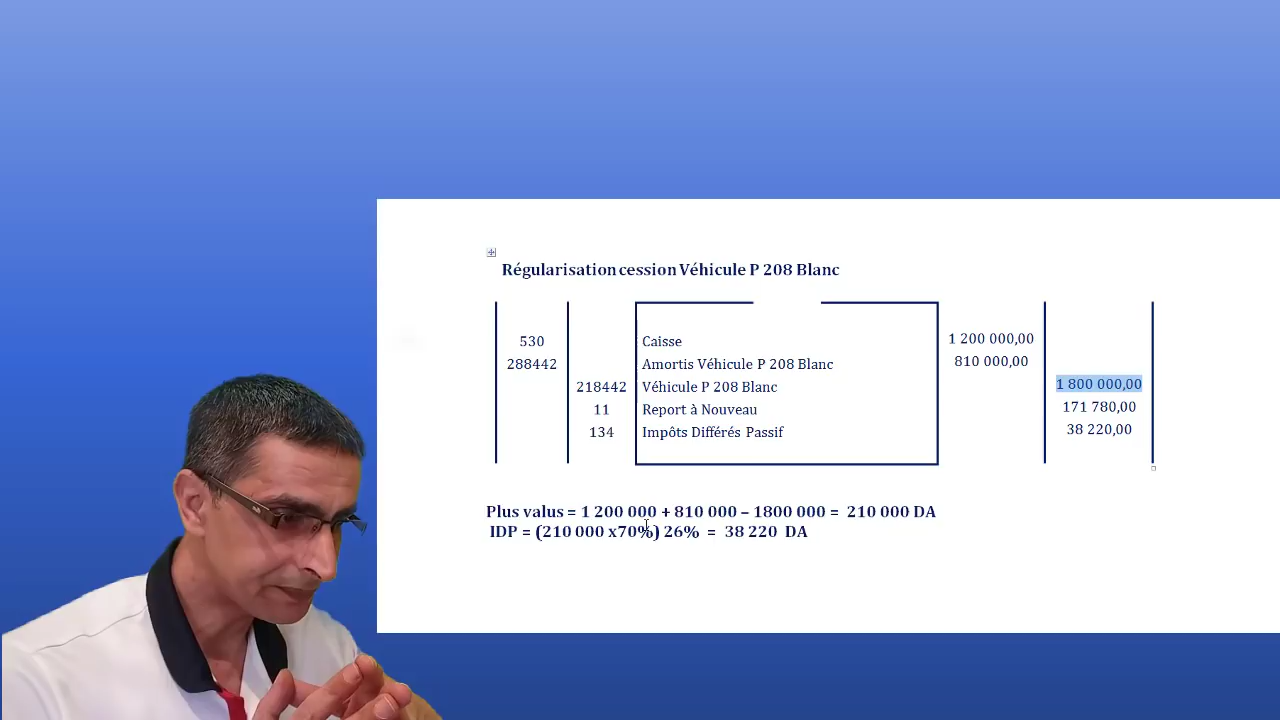 Régularisation cession Véhicule P 208 Blanc
530 Caisse 1 200 000,00
288442 Amortis Véhicule P 208 Blanc 810 000,00
218442 Véhicule P 208 Blanc 1 800 000,00
11 Report à Nouveau 171 780,00
134 Impôts Différés Passif 38 220,00
Plus valus = 1 200 000 + 810 000 – 1800 000 = 210 000 DA
IDP = (210 000 x70%) 26% = 38 220 DA